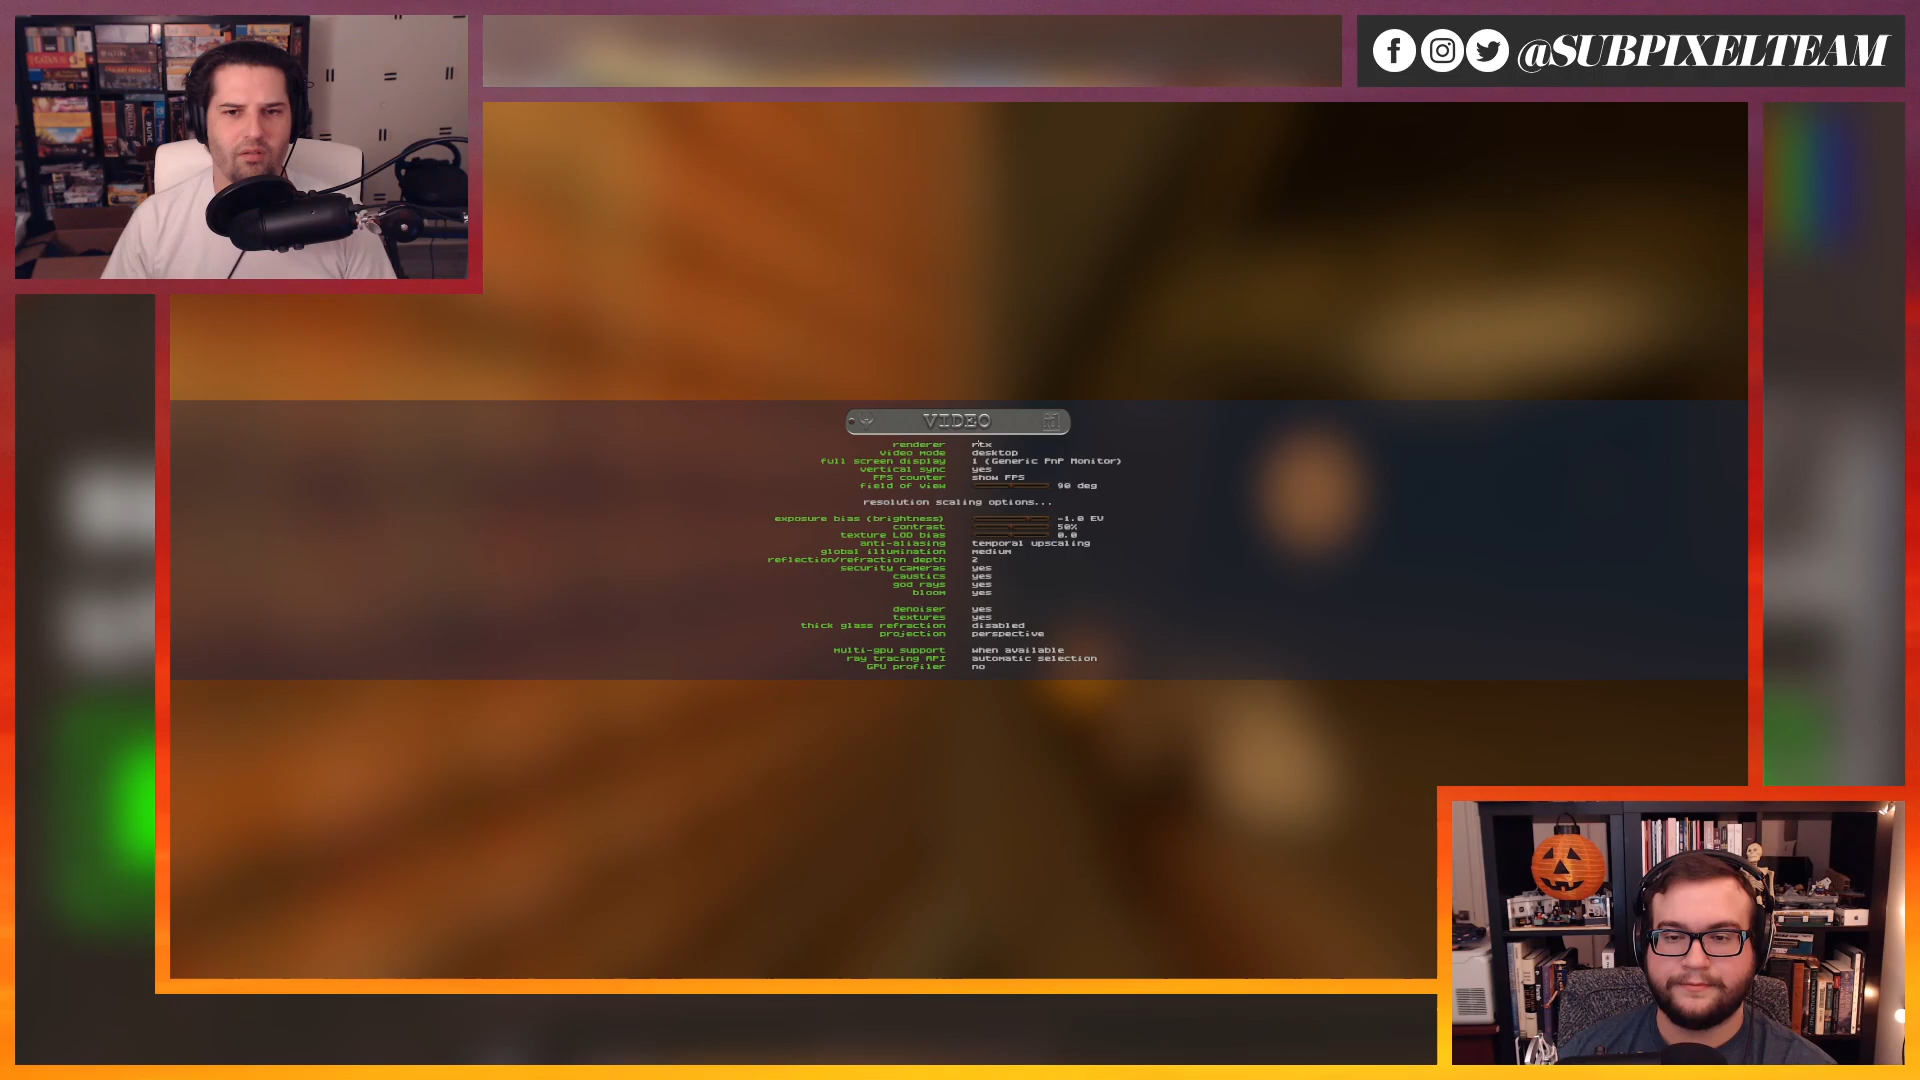 @SUBPIXELTEAM
VIDEO
renderer rtx
video mode desktop
full screen display 1 (Generic PnP Monitor)
vertical sync yes
FPS counter show FPS
field of view 90 deg
resolution scaling options...
exposure bias (brightness) -1.0 EV
contrast 50%
texture LOD bias 0.0
anti-aliasing temporal upscaling
global illumination medium
reflection/refraction depth 2
security cameras yes
caustics yes
god rays yes
bloom yes
denoiser yes
textures yes
thick glass refraction disabled
projection perspective
multi-gpu support when available
ray tracing API automatic selection
GPU profiler no
CATAN